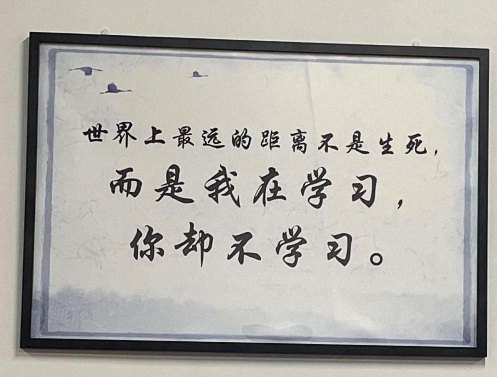 世界上最远的距离不是生死，
而是我在学习，
你却不学习。